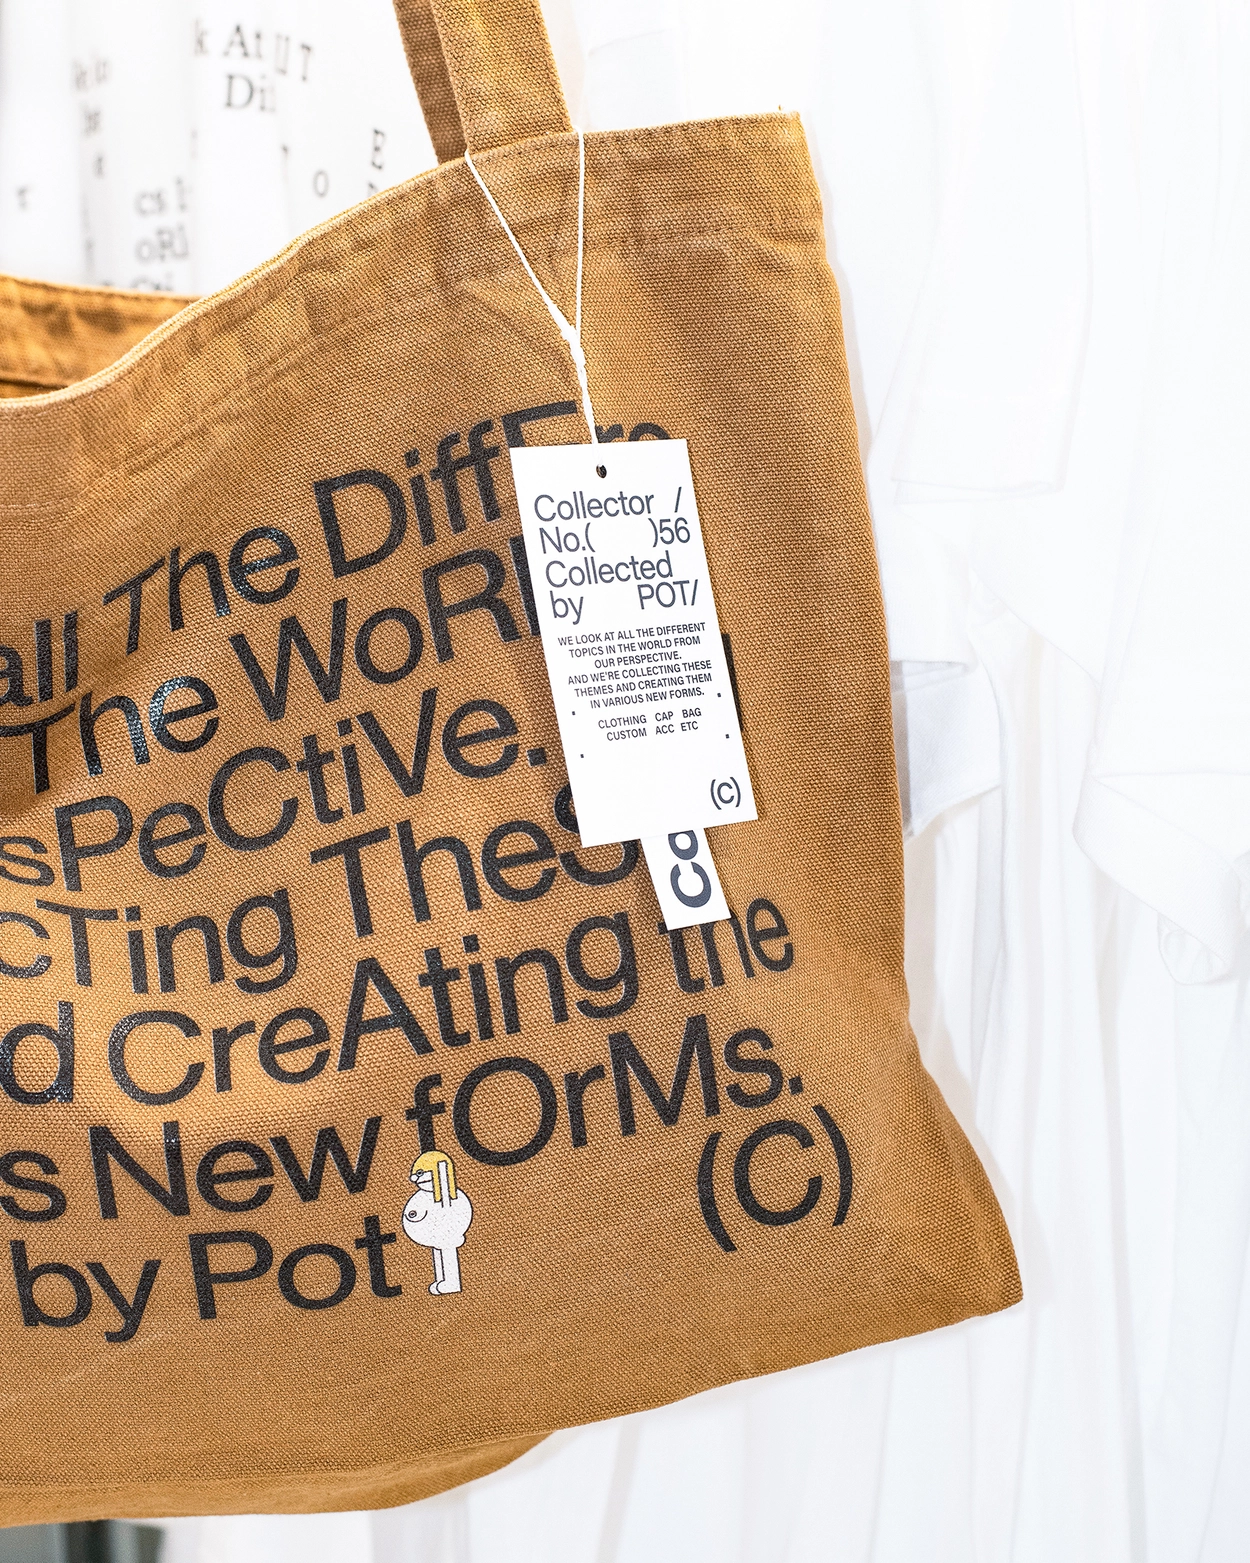 k At
Di
all The DiffEre
The WoRl
sPeCtiVe.
cTing TheS
d CreAting the
s New fOrMs.
(C)
by Pot
Collector /
No.( )56
Collected
by POT/
WE LOOK AT ALL THE DIFFERENT
TOPICS IN THE WORLD FROM
OUR PERSPECTIVE.
AND WE'RE COLLECTING THESE
THEMES AND CREATING THEM
IN VARIOUS NEW FORMS.
CLOTHING CAP BAG
CUSTOM ACC ETC
(C)
Co